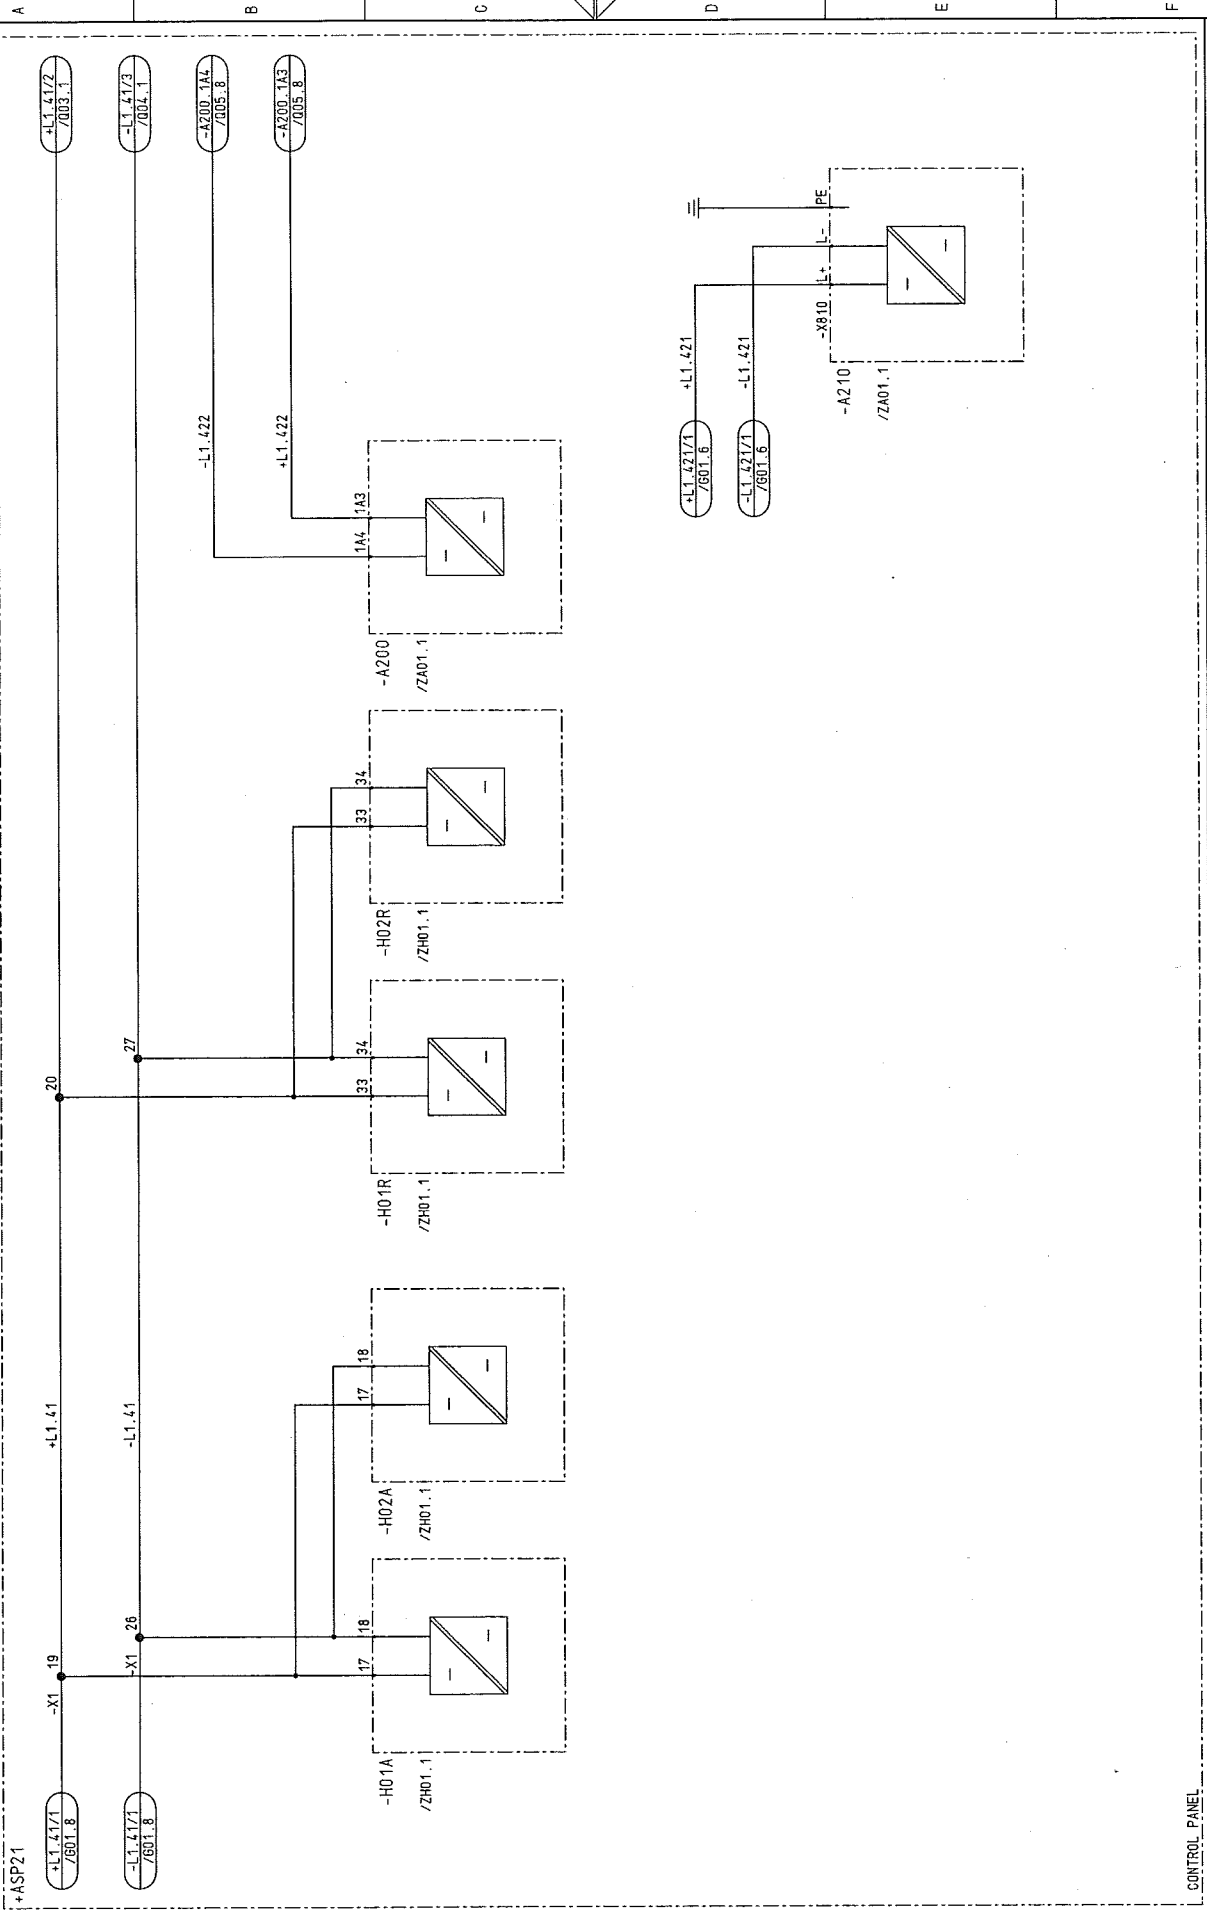 A
B
C
D
E
F
+ASP21
+L1.41/1
/G01.8
-X1
19
+L1.41
20
+L1.41/2
/Q03.1
-L1.41/1
/G01.8
-X1
26
-L1.41
27
-L1.41/3
/Q04.1
-L1.422
-A200.1A4
/Q05.8
+L1.422
-A200.1A3
/Q05.8
-H01A
/ZH01.1
17
18
-H02A
/ZH01.1
17
18
-H01R
/ZH01.1
33
34
-H02R
/ZH01.1
33
34
-A200
/ZA01.1
1A4
1A3
+L1.421/1
/G01.6
+L1.421
-L1.421/1
/G01.6
-L1.421
-A210
/ZA01.1
-X810
L+
L-
PE
CONTROL PANEL